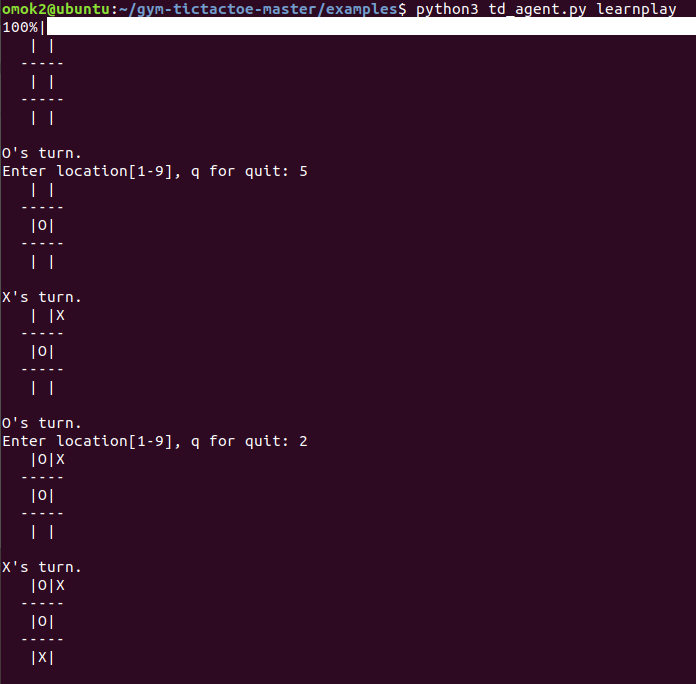 omok2@ubuntu:~/gym-tictactoe-master/examples$ python3 td_agent.py learnplay
100%|
   | |
  -----
   | |
  -----
   | |

O's turn.
Enter location[1-9], q for quit: 5
   | |
  -----
   |O|
  -----
   | |

X's turn.
   | |X
  -----
   |O|
  -----
   | |

O's turn.
Enter location[1-9], q for quit: 2
   |O|X
  -----
   |O|
  -----
   | |

X's turn.
   |O|X
  -----
   |O|
  -----
   |X|